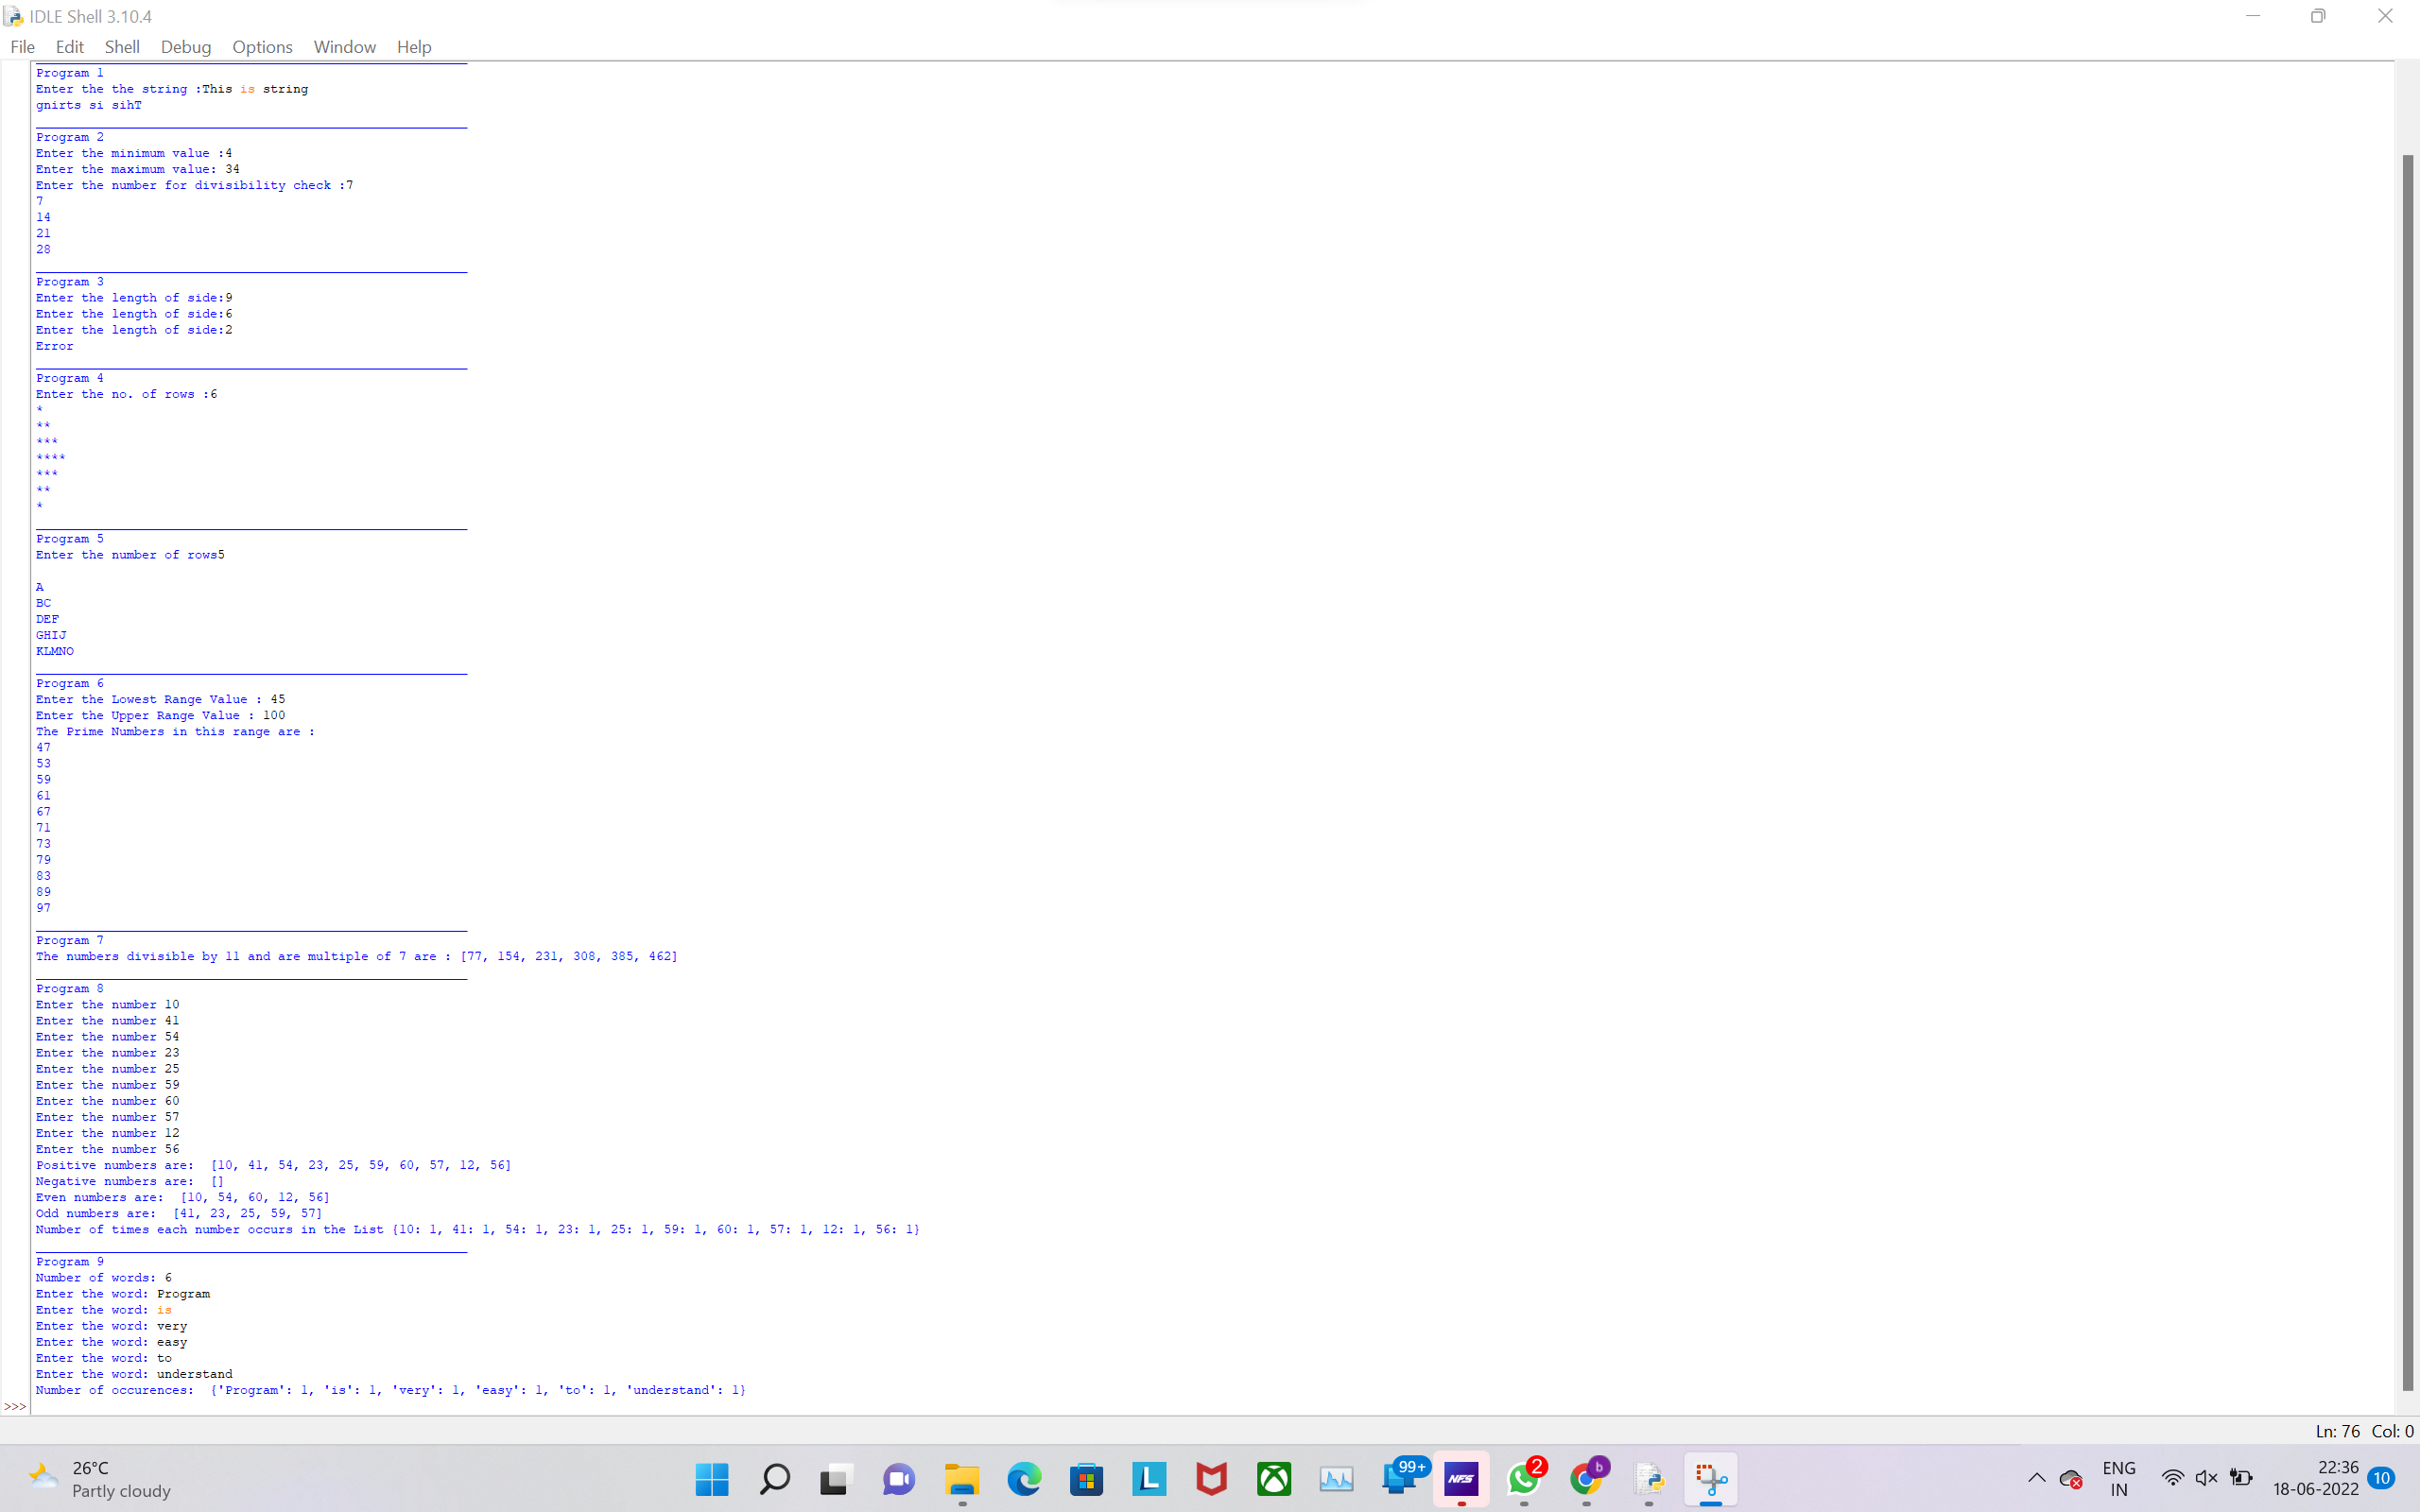 IDLE Shell 3.10.4
File Edit Shell Debug Options Window Help
Program 1
Enter the the string :This is string
gnirts si sihT
Program 2
Enter the minimum value :4
Enter the maximum value: 34
Enter the number for divisibility check :7
7
14
21
28
Program 3
Enter the length of side:9
Enter the length of side:6
Enter the length of side:2
Error
Program 4
Enter the no. of rows :6
*
**
***
****
***
**
*
Program 5
Enter the number of rows5
A
BC
DEF
GHIJ
KLMNO
Program 6
Enter the Lowest Range Value : 45
Enter the Upper Range Value : 100
The Prime Numbers in this range are :
47
53
59
61
67
71
73
79
83
89
97
Program 7
The numbers divisible by 11 and are multiple of 7 are : [77, 154, 231, 308, 385, 462]
Program 8
Enter the number 10
Enter the number 41
Enter the number 54
Enter the number 23
Enter the number 25
Enter the number 59
Enter the number 60
Enter the number 57
Enter the number 12
Enter the number 56
Positive numbers are:  [10, 41, 54, 23, 25, 59, 60, 57, 12, 56]
Negative numbers are:  []
Even numbers are:  [10, 54, 60, 12, 56]
Odd numbers are:  [41, 23, 25, 59, 57]
Number of times each number occurs in the List {10: 1, 41: 1, 54: 1, 23: 1, 25: 1, 59: 1, 60: 1, 57: 1, 12: 1, 56: 1}
Program 9
Number of words: 6
Enter the word: Program
Enter the word: is
Enter the word: very
Enter the word: easy
Enter the word: to
Enter the word: understand
Number of occurences:  {'Program': 1, 'is': 1, 'very': 1, 'easy': 1, 'to': 1, 'understand': 1}
>>>
Ln: 76 Col: 0
26°C
Partly cloudy
L
99+
NFS
2
b
ENG
IN
22:36
18-06-2022
10